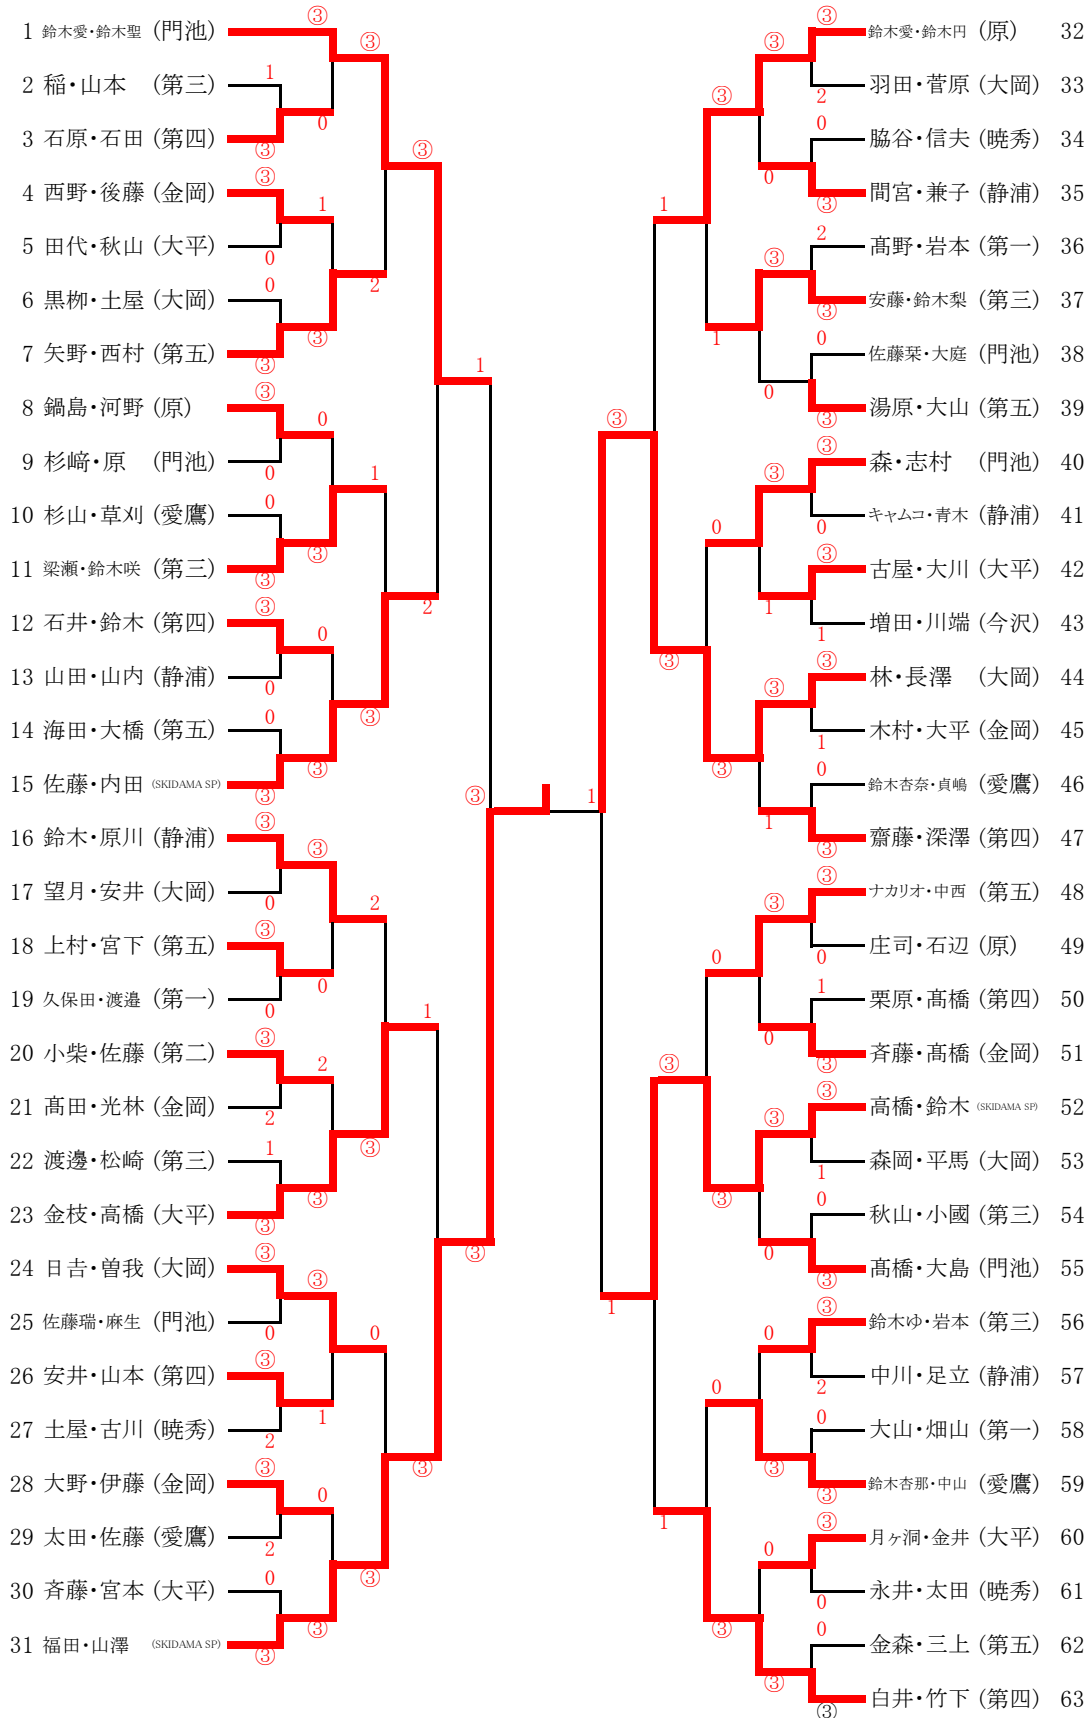 1 鈴木愛・鈴木聖 (門池)
2 稲・山本 (第三)
3 石原・石田 (第四)
4 西野・後藤 (金岡)
5 田代・秋山 (大平)
6 黒栁・土屋 (大岡)
7 矢野・西村 (第五)
8 鍋島・河野 (原)
9 杉﨑・原 (門池)
10 杉山・草刈 (愛鷹)
11 梁瀬・鈴木咲 (第三)
12 石井・鈴木 (第四)
13 山田・山内 (静浦)
14 海田・大橋 (第五)
15 佐藤・内田 (SKIDAMA SP)
16 鈴木・原川 (静浦)
17 望月・安井 (大岡)
18 上村・宮下 (第五)
19 久保田・渡邉 (第一)
20 小柴・佐藤 (第二)
21 髙田・光林 (金岡)
22 渡邊・松崎 (第三)
23 金枝・高橋 (大平)
24 日𠮷・曽我 (大岡)
25 佐藤瑞・麻生 (門池)
26 安井・山本 (第四)
27 土屋・古川 (暁秀)
28 大野・伊藤 (金岡)
29 太田・佐藤 (愛鷹)
30 斉藤・宮本 (大平)
31 福田・山澤 (SKIDAMA SP)
鈴木愛・鈴木円 (原) 32
羽田・菅原 (大岡) 33
脇谷・信夫 (暁秀) 34
間宮・兼子 (静浦) 35
髙野・岩本 (第一) 36
安藤・鈴木梨 (第三) 37
佐藤栞・大庭 (門池) 38
湯原・大山 (第五) 39
森・志村 (門池) 40
キャムコ・青木 (静浦) 41
古屋・大川 (大平) 42
増田・川端 (今沢) 43
林・長澤 (大岡) 44
木村・大平 (金岡) 45
鈴木杏奈・貞嶋 (愛鷹) 46
齋藤・深澤 (第四) 47
ナカリオ・中西 (第五) 48
庄司・石辺 (原) 49
栗原・髙橋 (第四) 50
斉藤・髙橋 (金岡) 51
高橋・鈴木 (SKIDAMA SP) 52
森岡・平馬 (大岡) 53
秋山・小國 (第三) 54
髙橋・大島 (門池) 55
鈴木ゆ・岩本 (第三) 56
中川・足立 (静浦) 57
大山・畑山 (第一) 58
鈴木杏那・中山 (愛鷹) 59
月ヶ洞・金井 (大平) 60
永井・太田 (暁秀) 61
金森・三上 (第五) 62
白井・竹下 (第四) 63